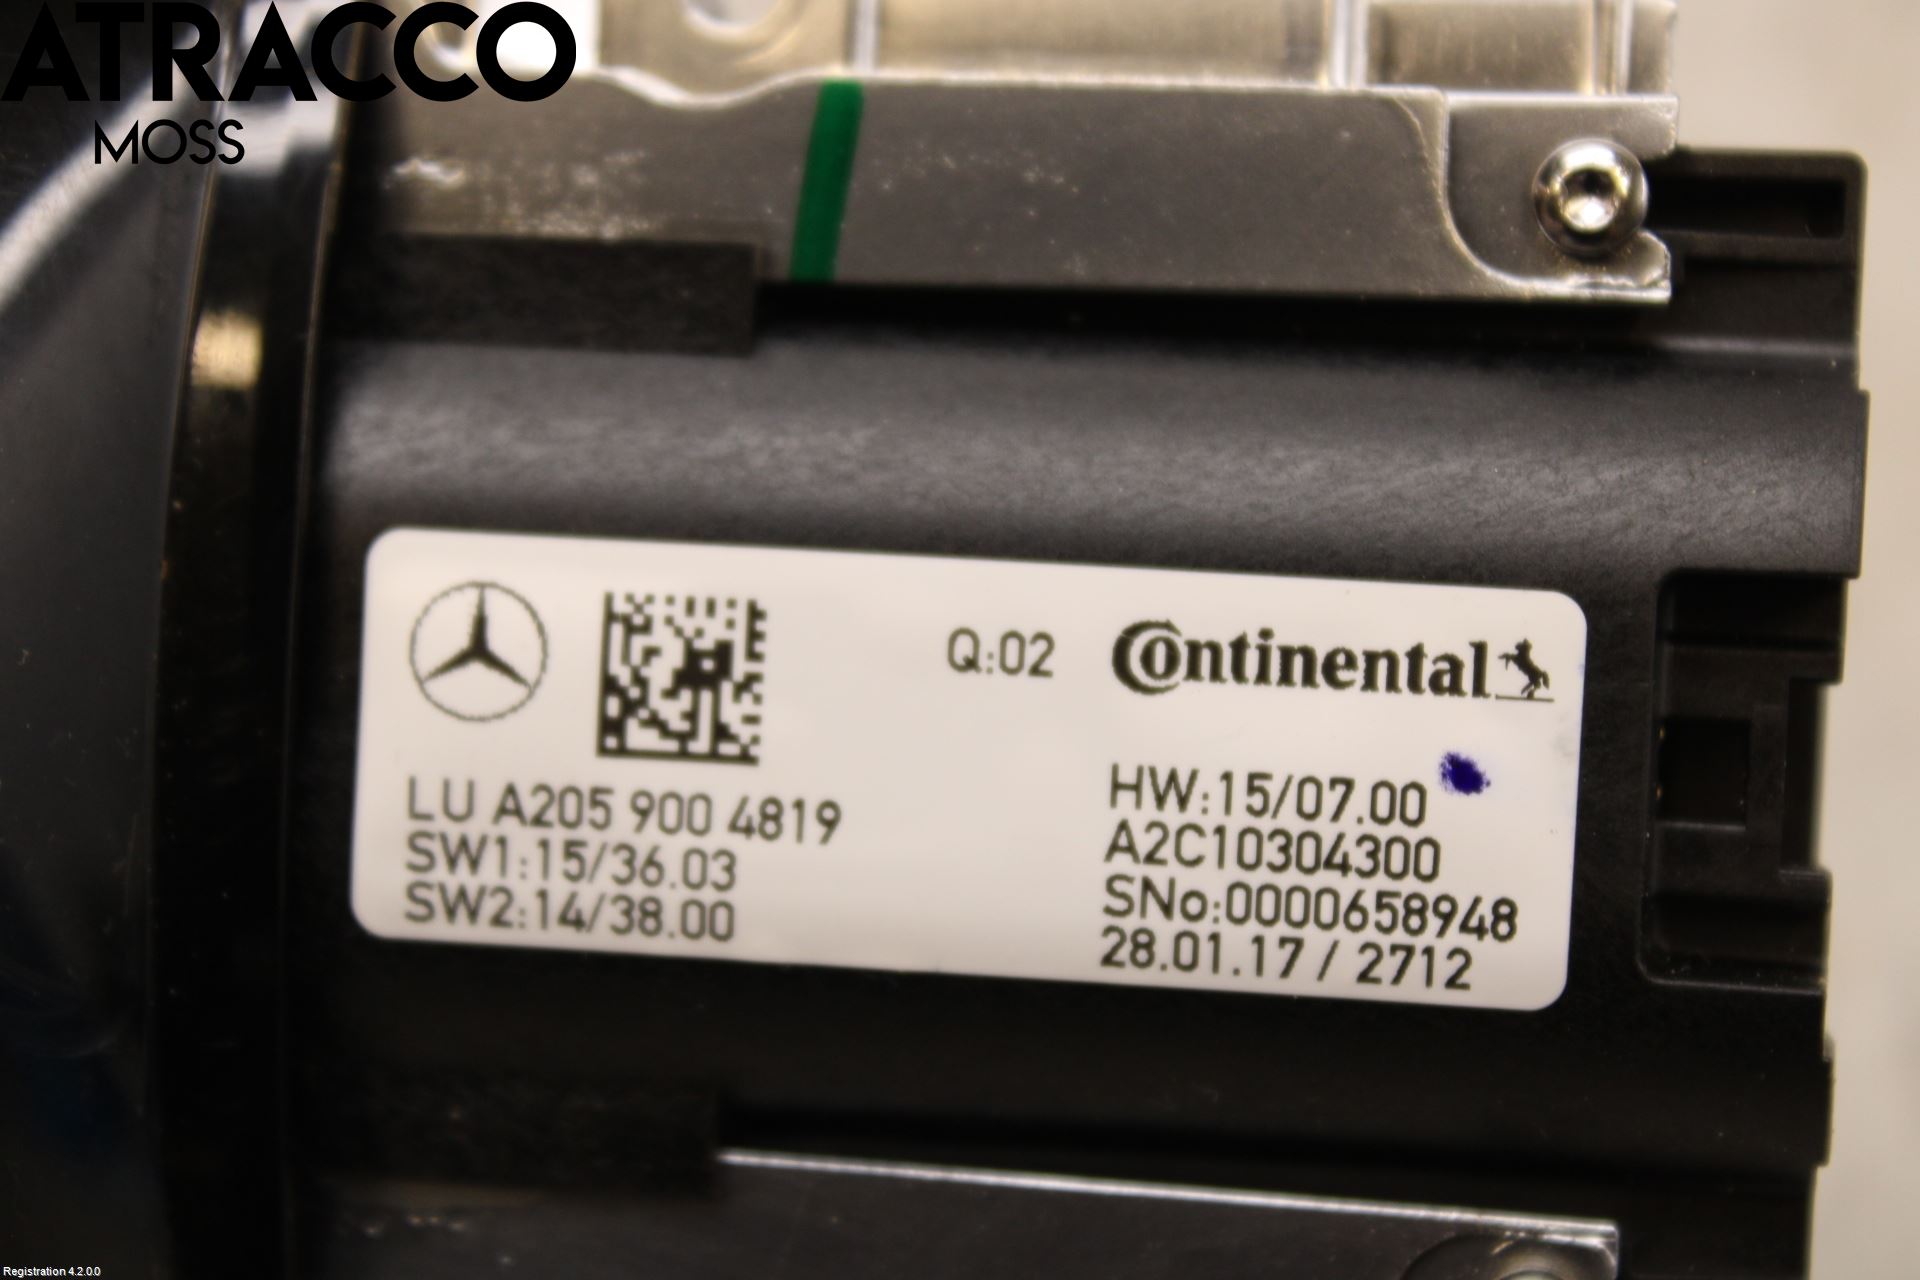 ATRACCO
MOSS
Q:02
Continental
LU A205 900 4819
SW1:15/36.03
SW2:14/38.00
HW:15/07.00
A2C10304300
SNo:0000658948
28.01.17 / 2712
Registration 4.2.0.0